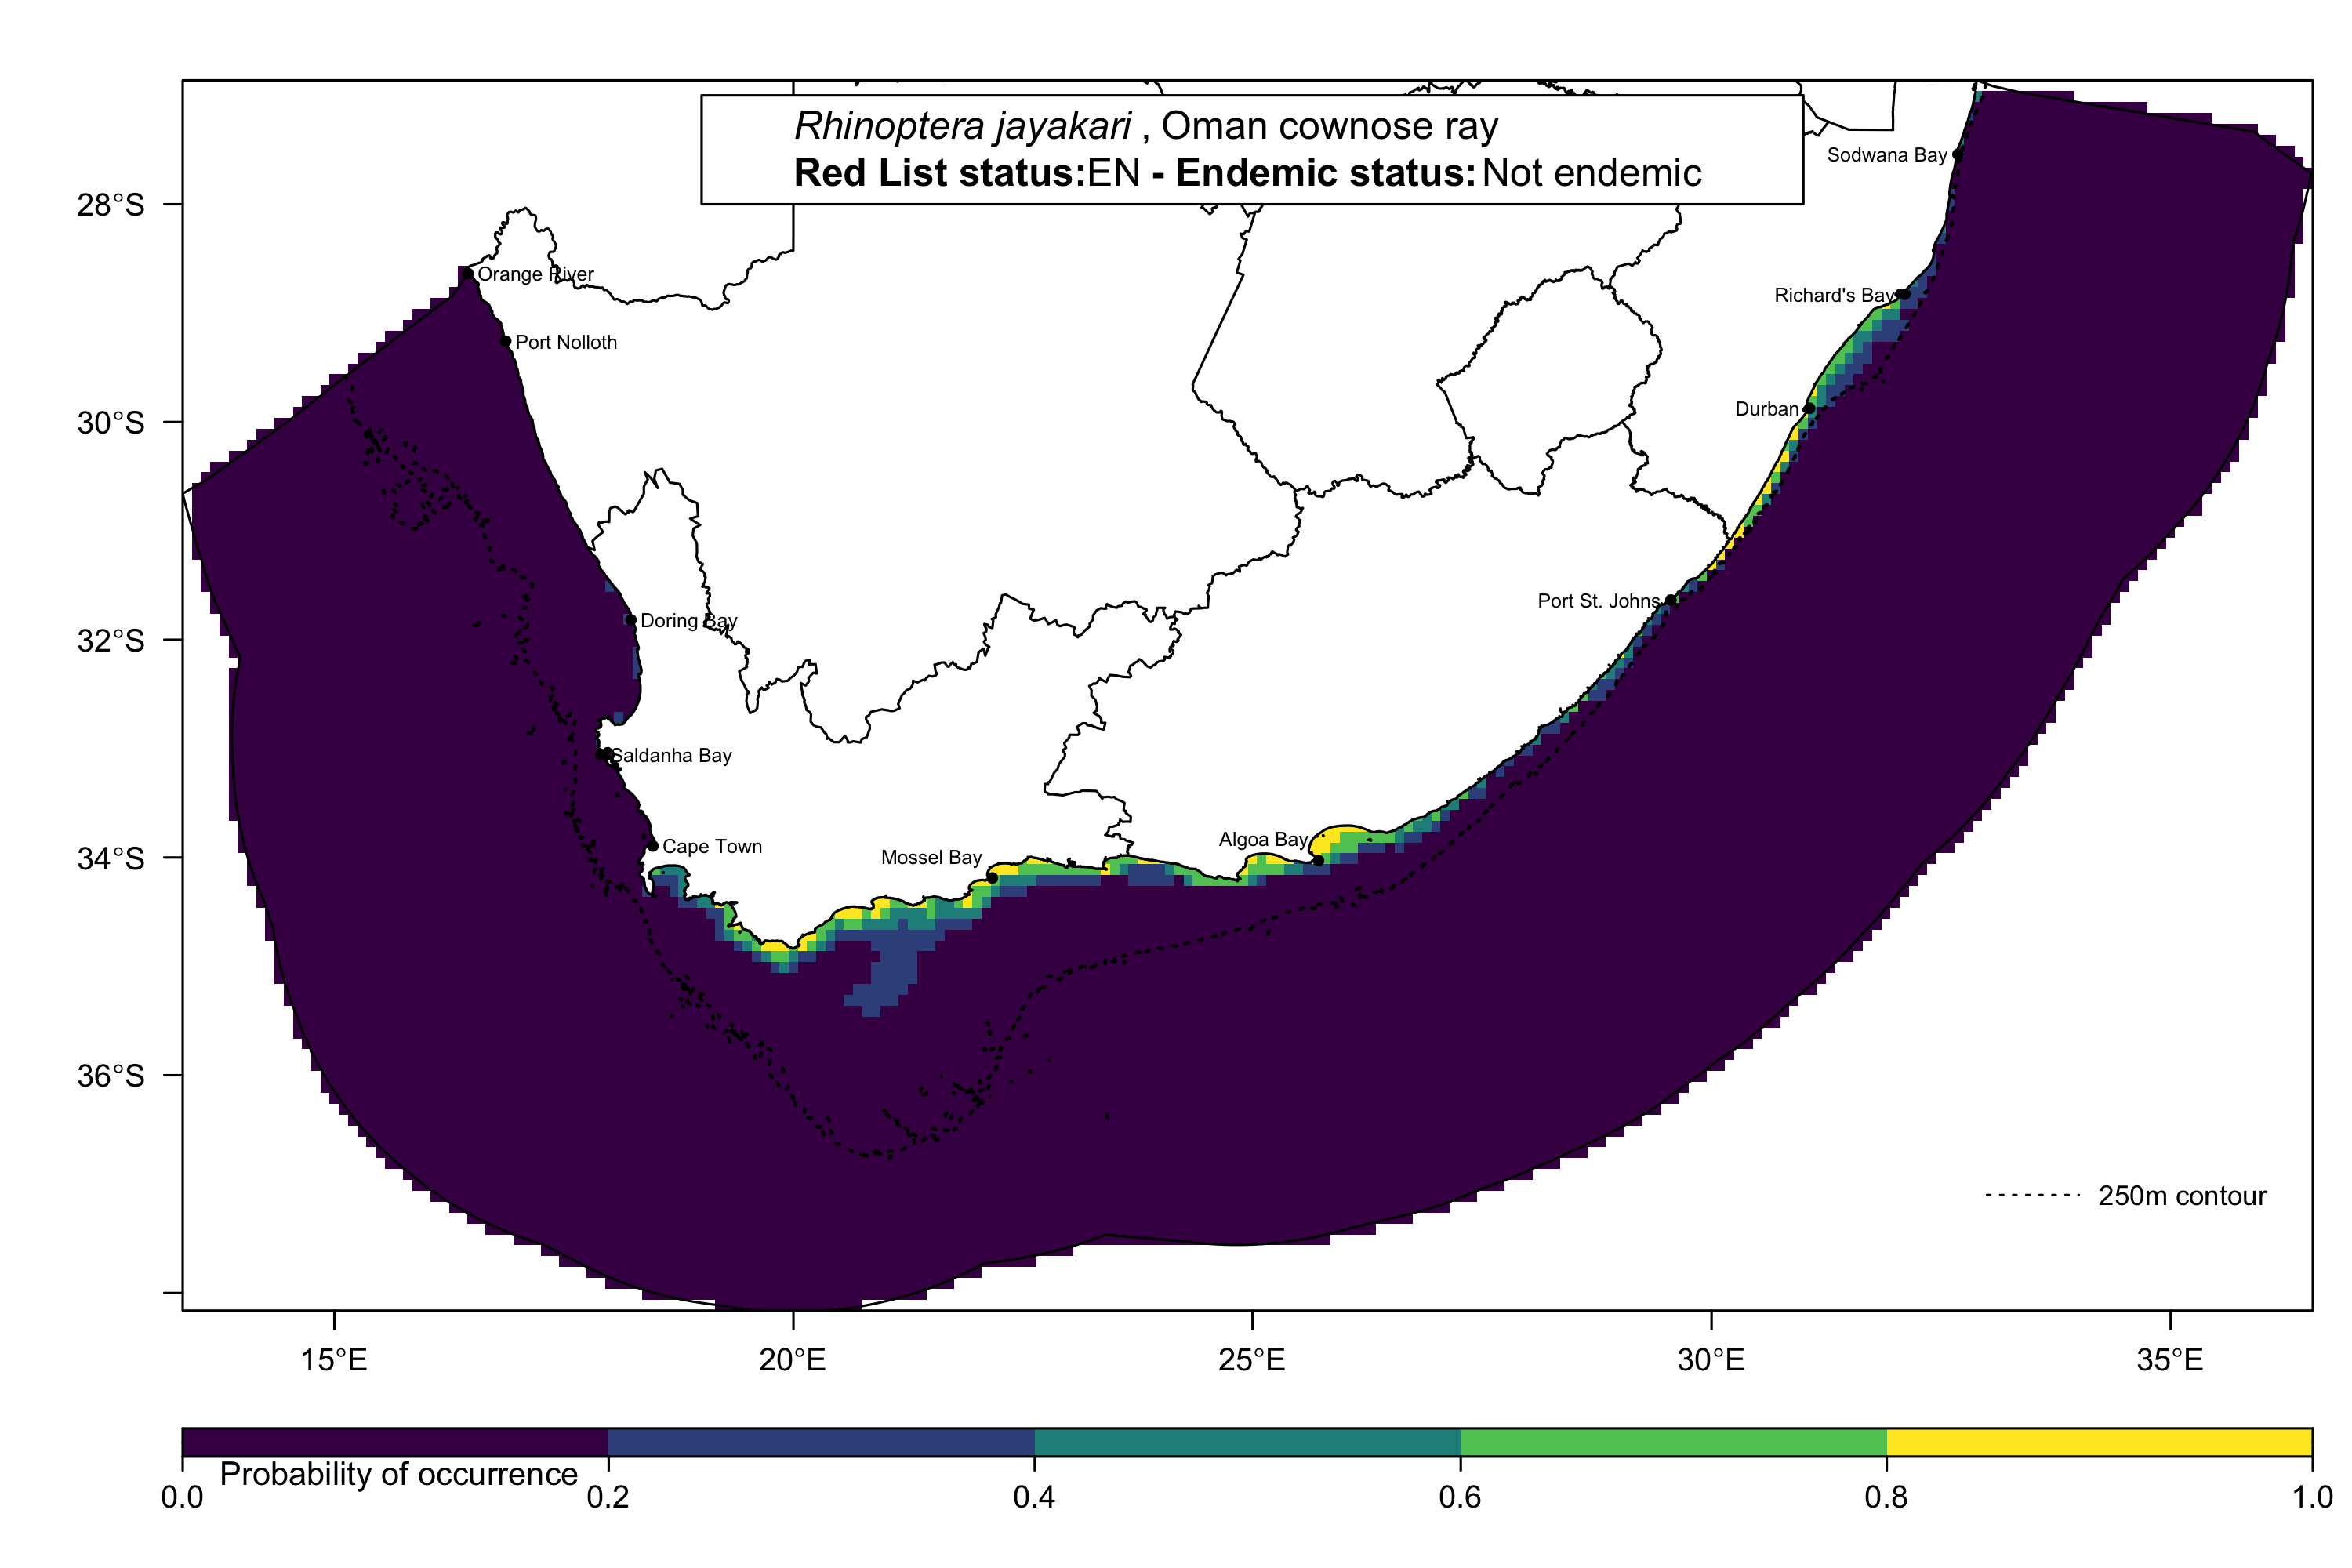 Rhinoptera jayakari , Oman cownose ray
Red List status:EN - Endemic status:Not endemic
28°S
30°S
32°S
34°S
36°S
Sodwana Bay
Orange River
Richard's Bay
Port Nolloth
Durban
Port St. Johns
Doring Bay
Saldanha Bay
Algoa Bay
Cape Town
Mossel Bay
250m contour
15°E
20°E
25°E
30°E
35°E
Probability of occurrence
0.0
0.2
0.4
0.6
0.8
1.0